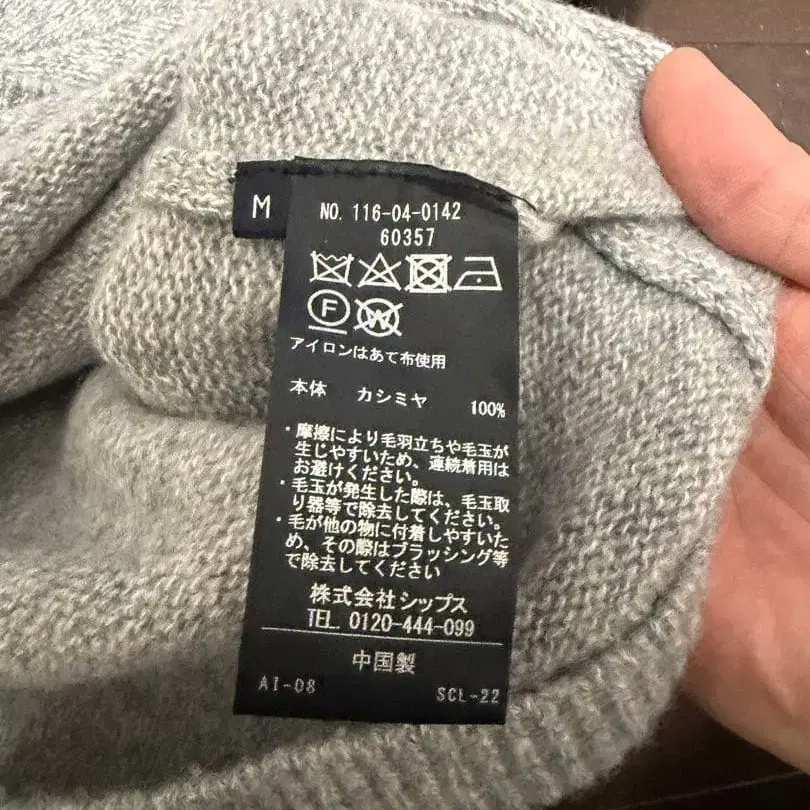 M
NO. 116-04-0142
60357
F
W
アイロンはあて布使用
本体 カシミヤ 100%
・摩擦により毛羽立ちや毛玉が
生じやすいため、連続着用は
お避けください。
・毛玉が発生した際は、毛玉取
り器等で除去してください。
・毛が他の物に付着しやすいた
め、その際はブラッシング等
で除去してください
株式会社シップス
TEL. 0120-444-099
中国製
AI-08 SCL-22